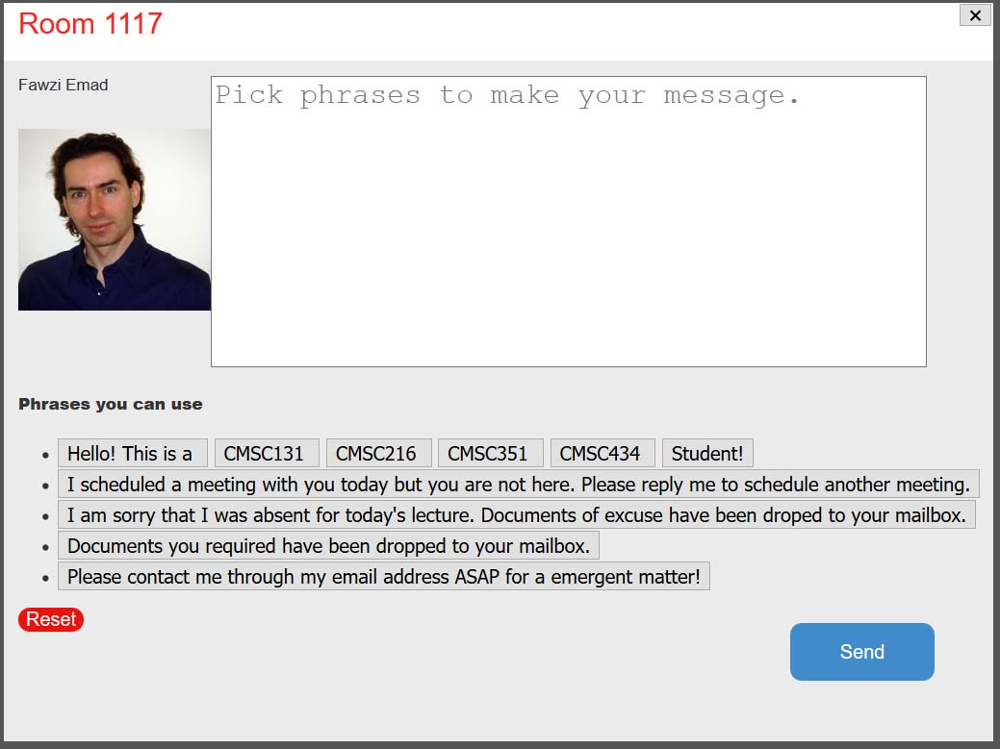 Room 1117
✕
Fawzi Emad
Pick phrases to make your message.
Phrases you can use
Hello! This is a CMSC131 CMSC216 CMSC351 CMSC434 Student!
I scheduled a meeting with you today but you are not here. Please reply me to schedule another meeting.
I am sorry that I was absent for today's lecture. Documents of excuse have been droped to your mailbox.
Documents you required have been dropped to your mailbox.
Please contact me through my email address ASAP for a emergent matter!
Reset
Send